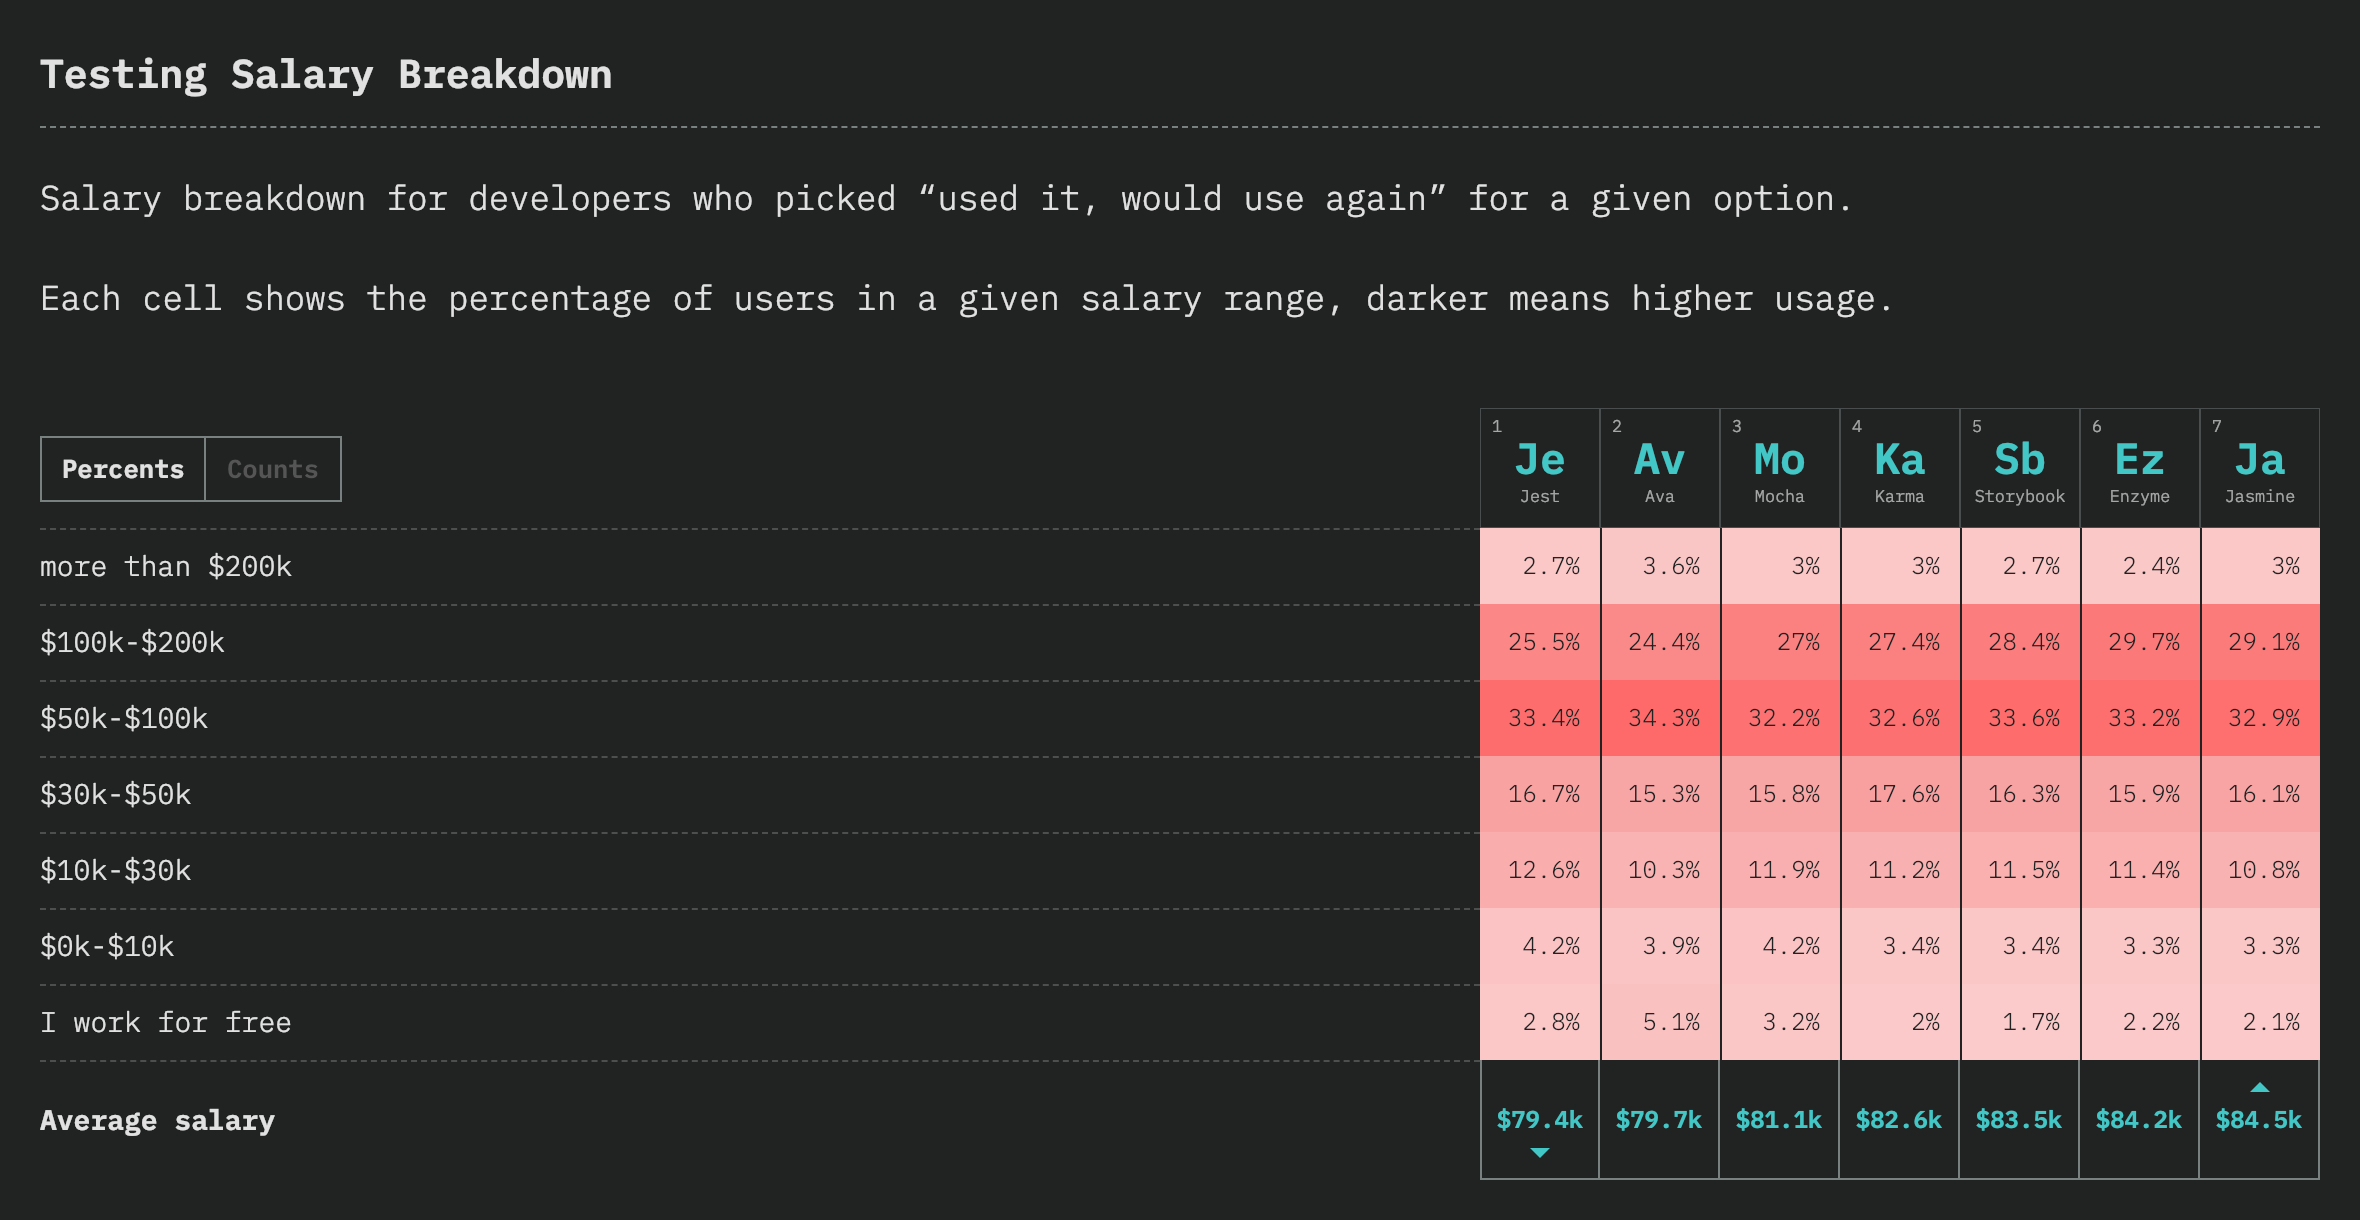 Testing Salary Breakdown
Salary breakdown for developers who picked “used it, would use again” for a given option.
Each cell shows the percentage of users in a given salary range, darker means higher usage.
Percents Counts
1 2 3 4 5 6 7
Je Av Mo Ka Sb Ez Ja
Jest Ava Mocha Karma Storybook Enzyme Jasmine
more than $200k 2.7% 3.6% 3% 3% 2.7% 2.4% 3%
$100k-$200k 25.5% 24.4% 27% 27.4% 28.4% 29.7% 29.1%
$50k-$100k 33.4% 34.3% 32.2% 32.6% 33.6% 33.2% 32.9%
$30k-$50k 16.7% 15.3% 15.8% 17.6% 16.3% 15.9% 16.1%
$10k-$30k 12.6% 10.3% 11.9% 11.2% 11.5% 11.4% 10.8%
$0k-$10k 4.2% 3.9% 4.2% 3.4% 3.4% 3.3% 3.3%
I work for free 2.8% 5.1% 3.2% 2% 1.7% 2.2% 2.1%
Average salary $79.4k $79.7k $81.1k $82.6k $83.5k $84.2k $84.5k